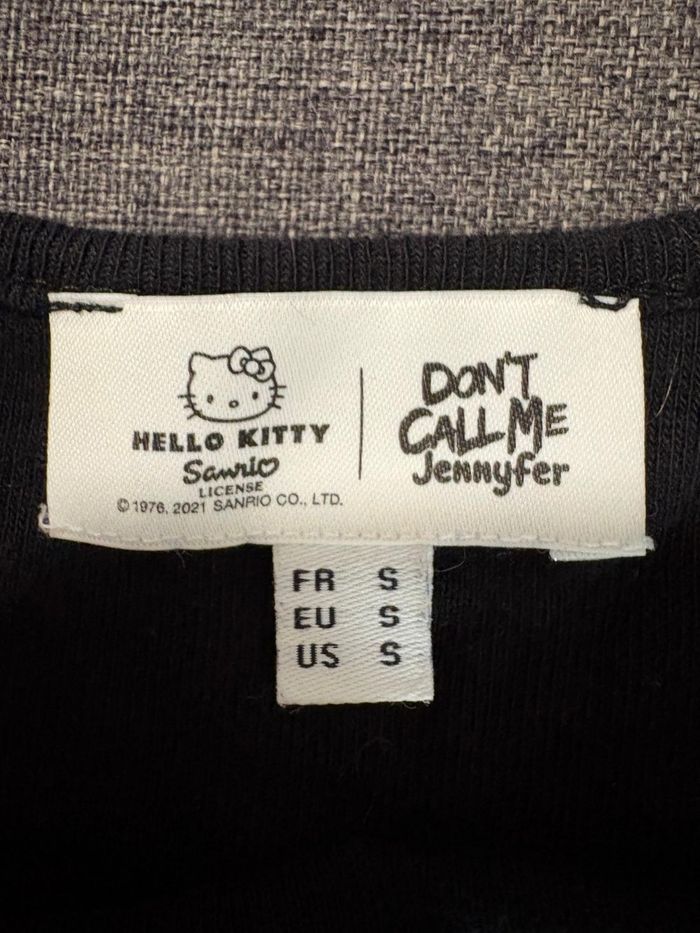 HELLO KITTY
Sanrio
LICENSE
© 1976, 2021 SANRIO CO., LTD.
DON'T
CALL ME
Jennyfer
FR S
EU S
US S